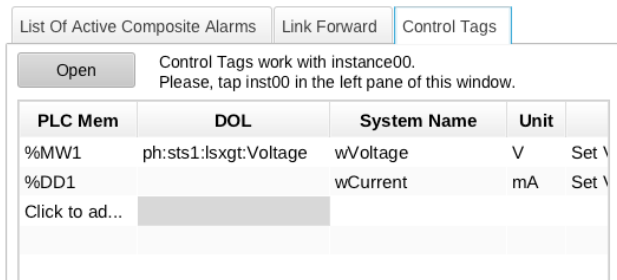 List Of Active Composite Alarms Link Forward Control Tags
Open
Control Tags work with instance00.
Please, tap inst00 in the left pane of this window.
PLC Mem DOL System Name Unit
%MW1 ph:sts1:lsxgt:Voltage wVoltage V Set
%DD1 wCurrent mA Set
Click to ad...